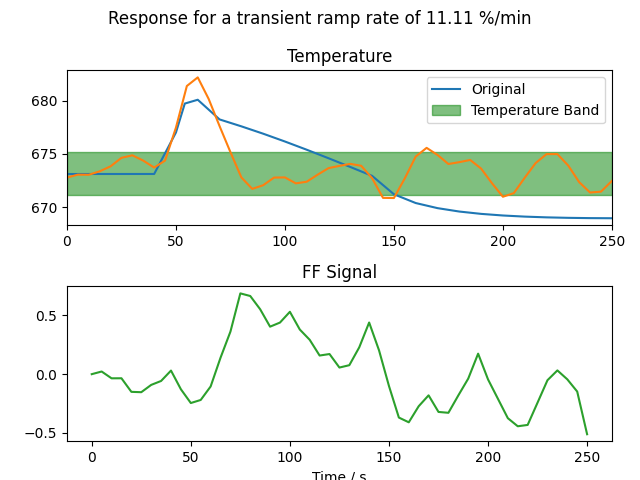 Response for a transient ramp rate of 11.11 %/min
Temperature
Original
Temperature Band
680
675
670
0 50 100 150 200 250
FF Signal
0.5
0.0
−0.5
0 50 100 150 200 250
Time / s